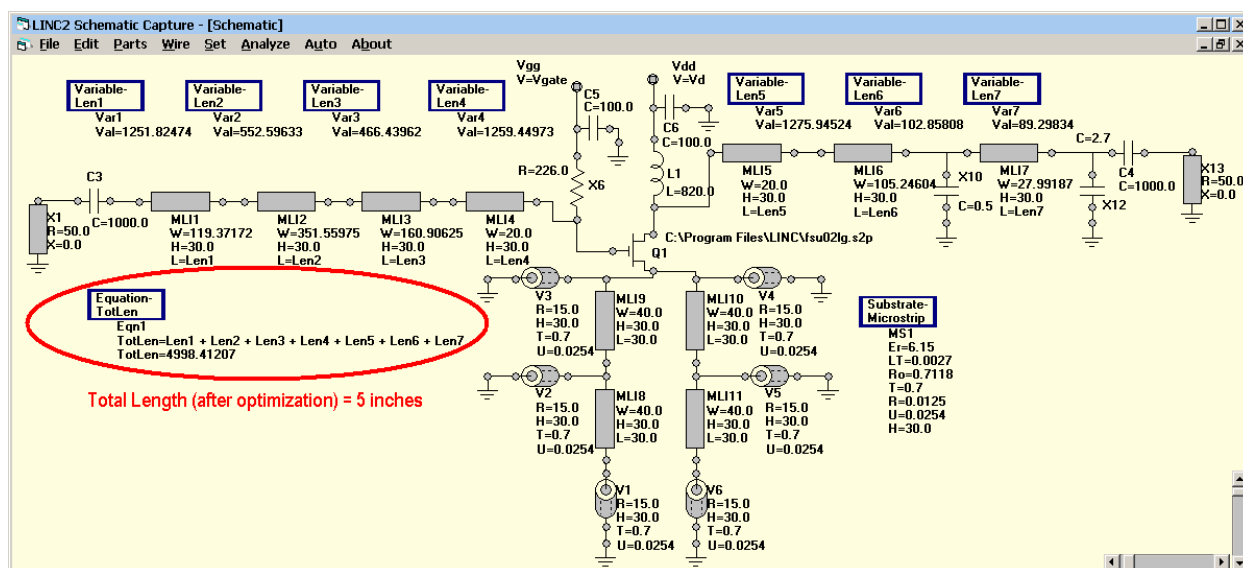 LINC2 Schematic Capture - [Schematic]
File Edit Parts Wire Set Analyze Auto About
Variable-
Len1
Var1
Val=1251.82474
Variable-
Len2
Var2
Val=552.59633
Variable-
Len3
Var3
Val=466.43962
Variable-
Len4
Var4
Val=1259.44973
Vgg
V=Vgate
C5
C=100.0
Vdd
V=Vd
C6
C=100.0
Variable-
Len5
Var5
Val=1275.94524
Variable-
Len6
Var6
Val=102.85808
Variable-
Len7
Var7
Val=89.29834
X1
R=50.0
X=0.0
C3
C=1000.0
MLI1
W=119.37172
H=30.0
L=Len1
MLI2
W=351.55975
H=30.0
L=Len2
MLI3
W=160.90625
H=30.0
L=Len3
MLI4
W=20.0
H=30.0
L=Len4
R=226.0
X6
L1
L=820.0
MLI5
W=20.0
H=30.0
L=Len5
MLI6
W=105.24604
H=30.0
L=Len6
X10
C=0.5
MLI7
W=27.99187
H=30.0
L=Len7
C=2.7
X12
C4
C=1000.0
X13
R=50.0
X=0.0
Q1
C:\Program Files\LINC\fsu02lg.s2p
Equation-
TotLen
Eqn1
TotLen=Len1 + Len2 + Len3 + Len4 + Len5 + Len6 + Len7
TotLen=4998.41207
Total Length (after optimization) = 5 inches
V3
R=15.0
H=30.0
T=0.7
U=0.0254
MLI9
W=40.0
H=30.0
L=30.0
MLI10
W=40.0
H=30.0
L=30.0
V4
R=15.0
H=30.0
T=0.7
U=0.0254
V2
R=15.0
H=30.0
T=0.7
U=0.0254
MLI8
W=40.0
H=30.0
L=30.0
MLI11
W=40.0
H=30.0
L=30.0
V5
R=15.0
H=30.0
T=0.7
U=0.0254
V1
R=15.0
H=30.0
T=0.7
U=0.0254
V6
R=15.0
H=30.0
T=0.7
U=0.0254
Substrate-
Microstrip
MS1
Er=6.15
LT=0.0027
Ro=0.7118
T=0.7
R=0.0125
U=0.0254
H=30.0